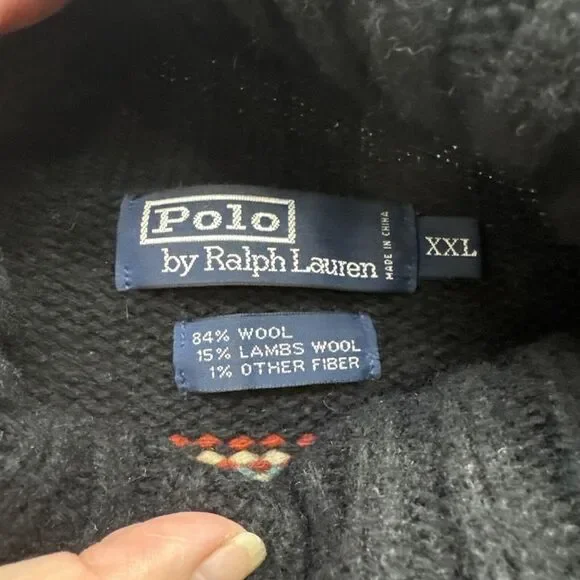 Polo
by Ralph Lauren
MADE IN CHINA
XXL
84% WOOL
15% LAMBS WOOL
1% OTHER FIBER